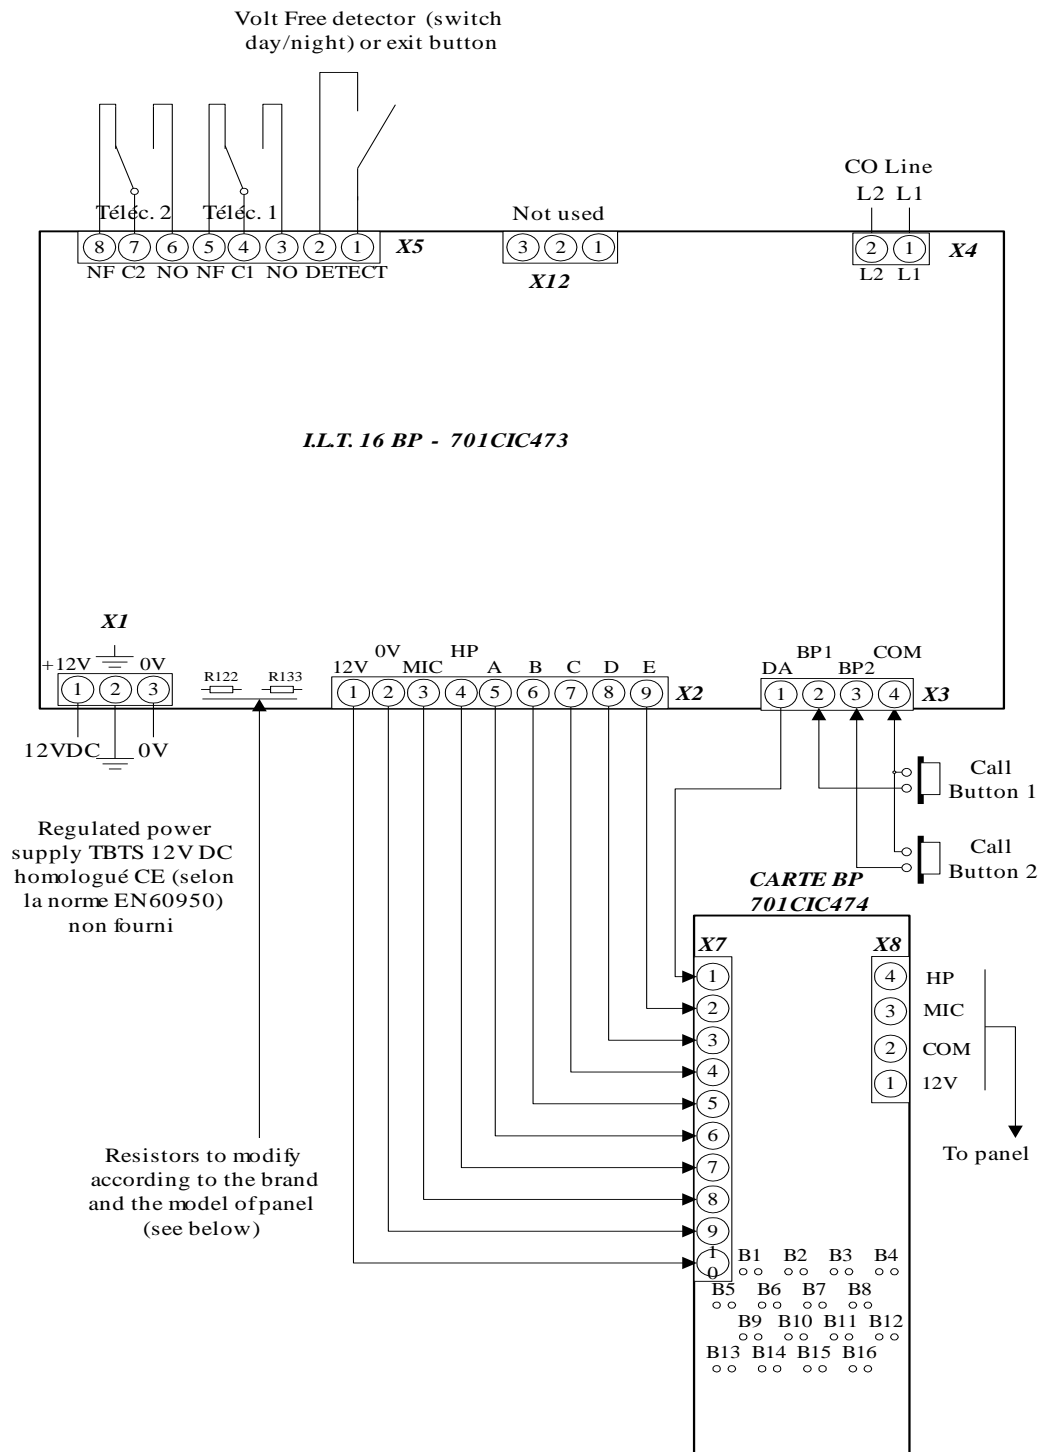 Volt Free detector (switch
day/night) or exit button
CO Line
L2 L1
Téléc. 2 Téléc. 1
Not used
8 7 6 5 4 3 2 1 X5
3 2 1
2 1 X4
NF C2 NO NF C1 NO DETECT
X12
L2 L1
I.L.T. 16 BP - 701CIC473
X1
+12V 0V
1 2 3
R122 R133
0V HP
12V MIC A B C D E
1 2 3 4 5 6 7 8 9 X2
BP1 COM
DA BP2
1 2 3 4 X3
12VDC 0V
Call
Button 1
Call
Button 2
Regulated power
supply TBTS 12V DC
homologué CE (selon
la norme EN60950)
non fourni
CARTE BP
701CIC474
X7 X8
1
2
3
4
5
6
7
8
9
10
4 HP
3 MIC
2 COM
1 12V
To panel
Resistors to modify
according to the brand
and the model of panel
(see below)
B1 B2 B3 B4
B5 B6 B7 B8
B9 B10 B11 B12
B13 B14 B15 B16